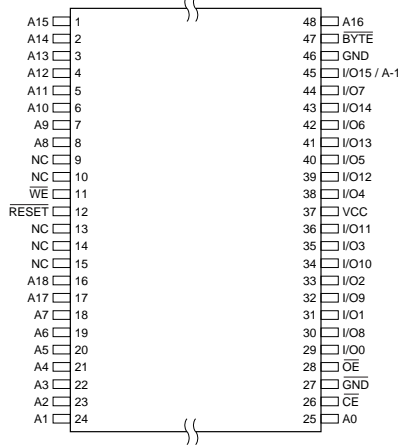 A15 1 48 A16
A14 2 47 BYTE
A13 3 46 GND
A12 4 45 I/O15 / A-1
A11 5 44 I/O7
A10 6 43 I/O14
A9 7 42 I/O6
A8 8 41 I/O13
NC 9 40 I/O5
NC 10 39 I/O12
WE 11 38 I/O4
RESET 12 37 VCC
NC 13 36 I/O11
NC 14 35 I/O3
NC 15 34 I/O10
A18 16 33 I/O2
A17 17 32 I/O9
A7 18 31 I/O1
A6 19 30 I/O8
A5 20 29 I/O0
A4 21 28 OE
A3 22 27 GND
A2 23 26 CE
A1 24 25 A0